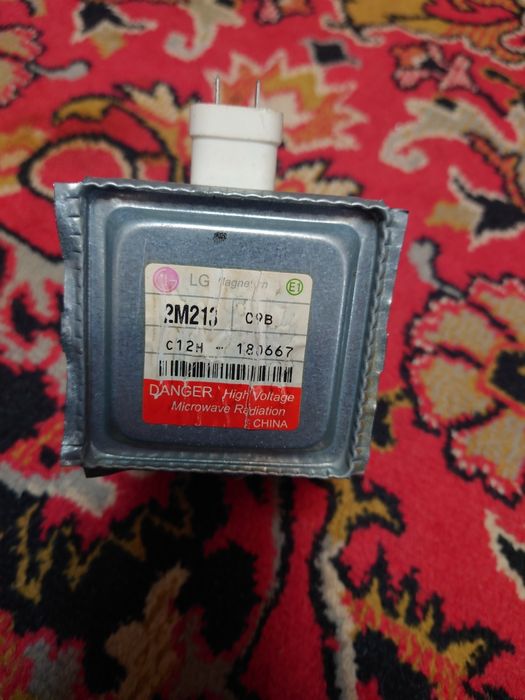 LG Magnetron E1
2M213 09B
C12H - 180667
DANGER High Voltage
Microwave Radiation
CHINA